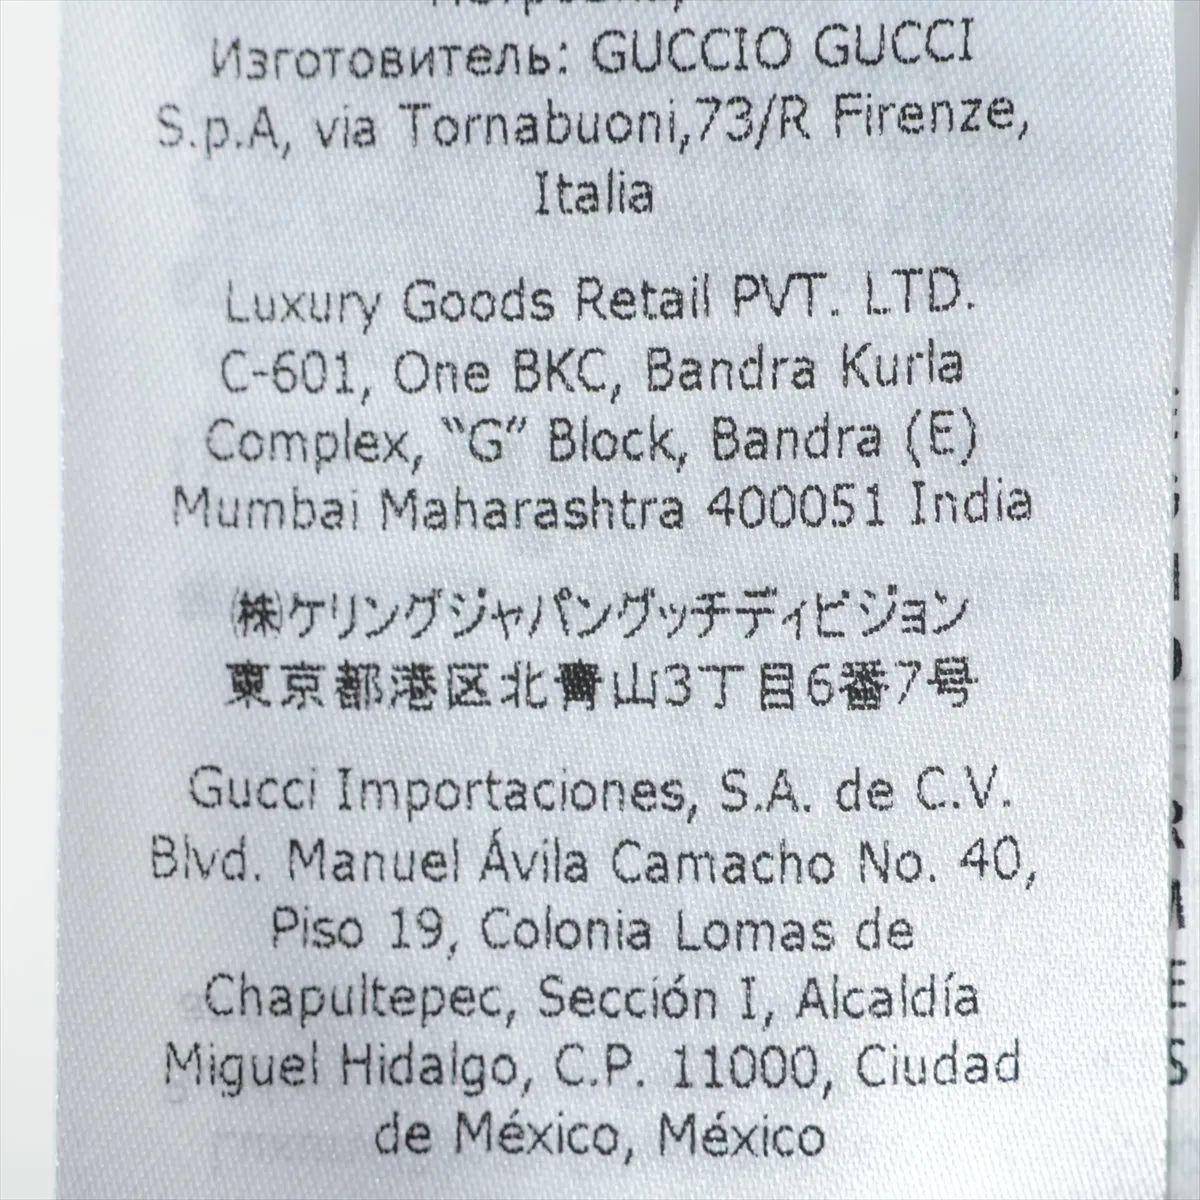 Изготовитель: GUCCIO GUCCI
S.p.A, via Tornabuoni,73/R Firenze,
Italia
Luxury Goods Retail PVT. LTD.
C-601, One BKC, Bandra Kurla
Complex, “G” Block, Bandra (E)
Mumbai Maharashtra 400051 India
㈱ケリングジャパングッチディビジョン
東京都港区北青山3丁目6番7号
Gucci Importaciones, S.A. de C.V.
Blvd. Manuel Ávila Camacho No. 40,
Piso 19, Colonia Lomas de
Chapultepec, Sección I, Alcaldía
Miguel Hidalgo, C.P. 11000, Ciudad
de México, México